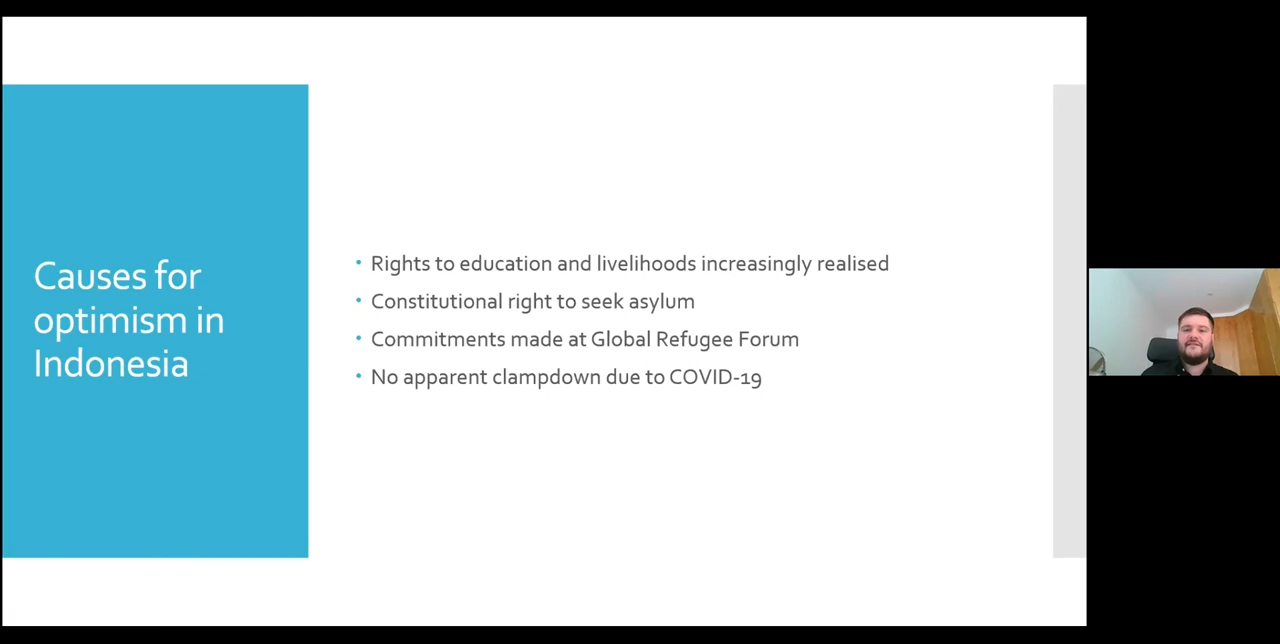 Causes for
optimism in
Indonesia
• Rights to education and livelihoods increasingly realised
• Constitutional right to seek asylum
• Commitments made at Global Refugee Forum
• No apparent clampdown due to COVID-19